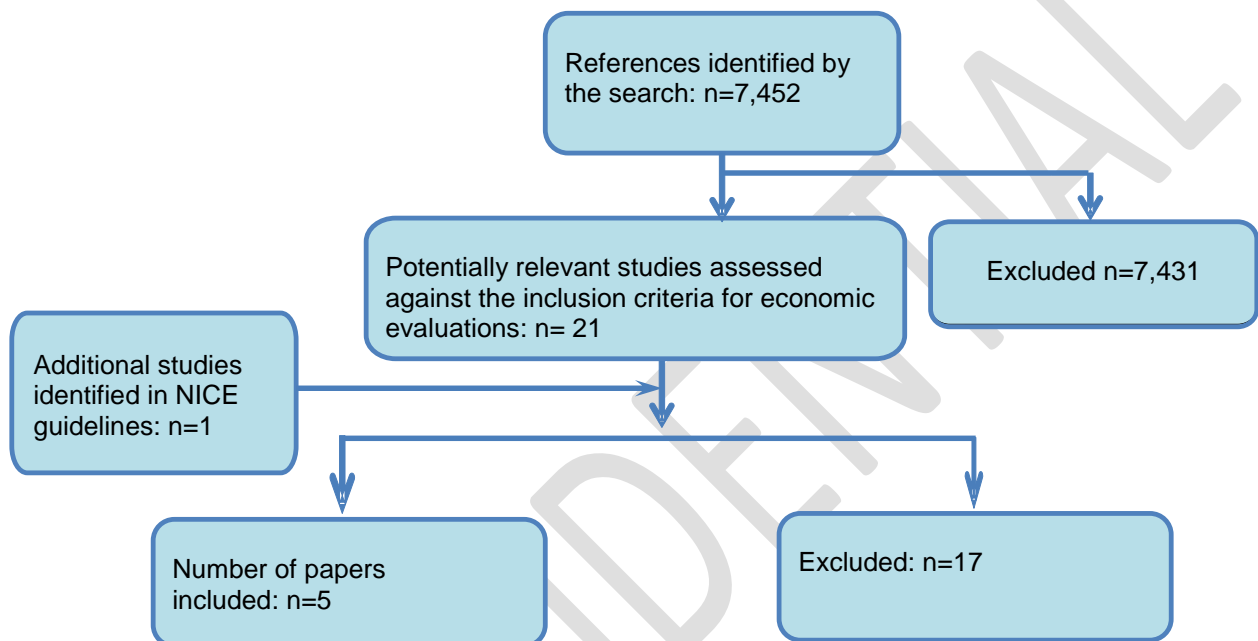 References identified by
the search: n=7,452
Potentially relevant studies assessed
against the inclusion criteria for economic
evaluations: n= 21
Excluded n=7,431
Additional studies
identified in NICE
guidelines: n=1
Number of papers
included: n=5
Excluded: n=17
IDENTIAL